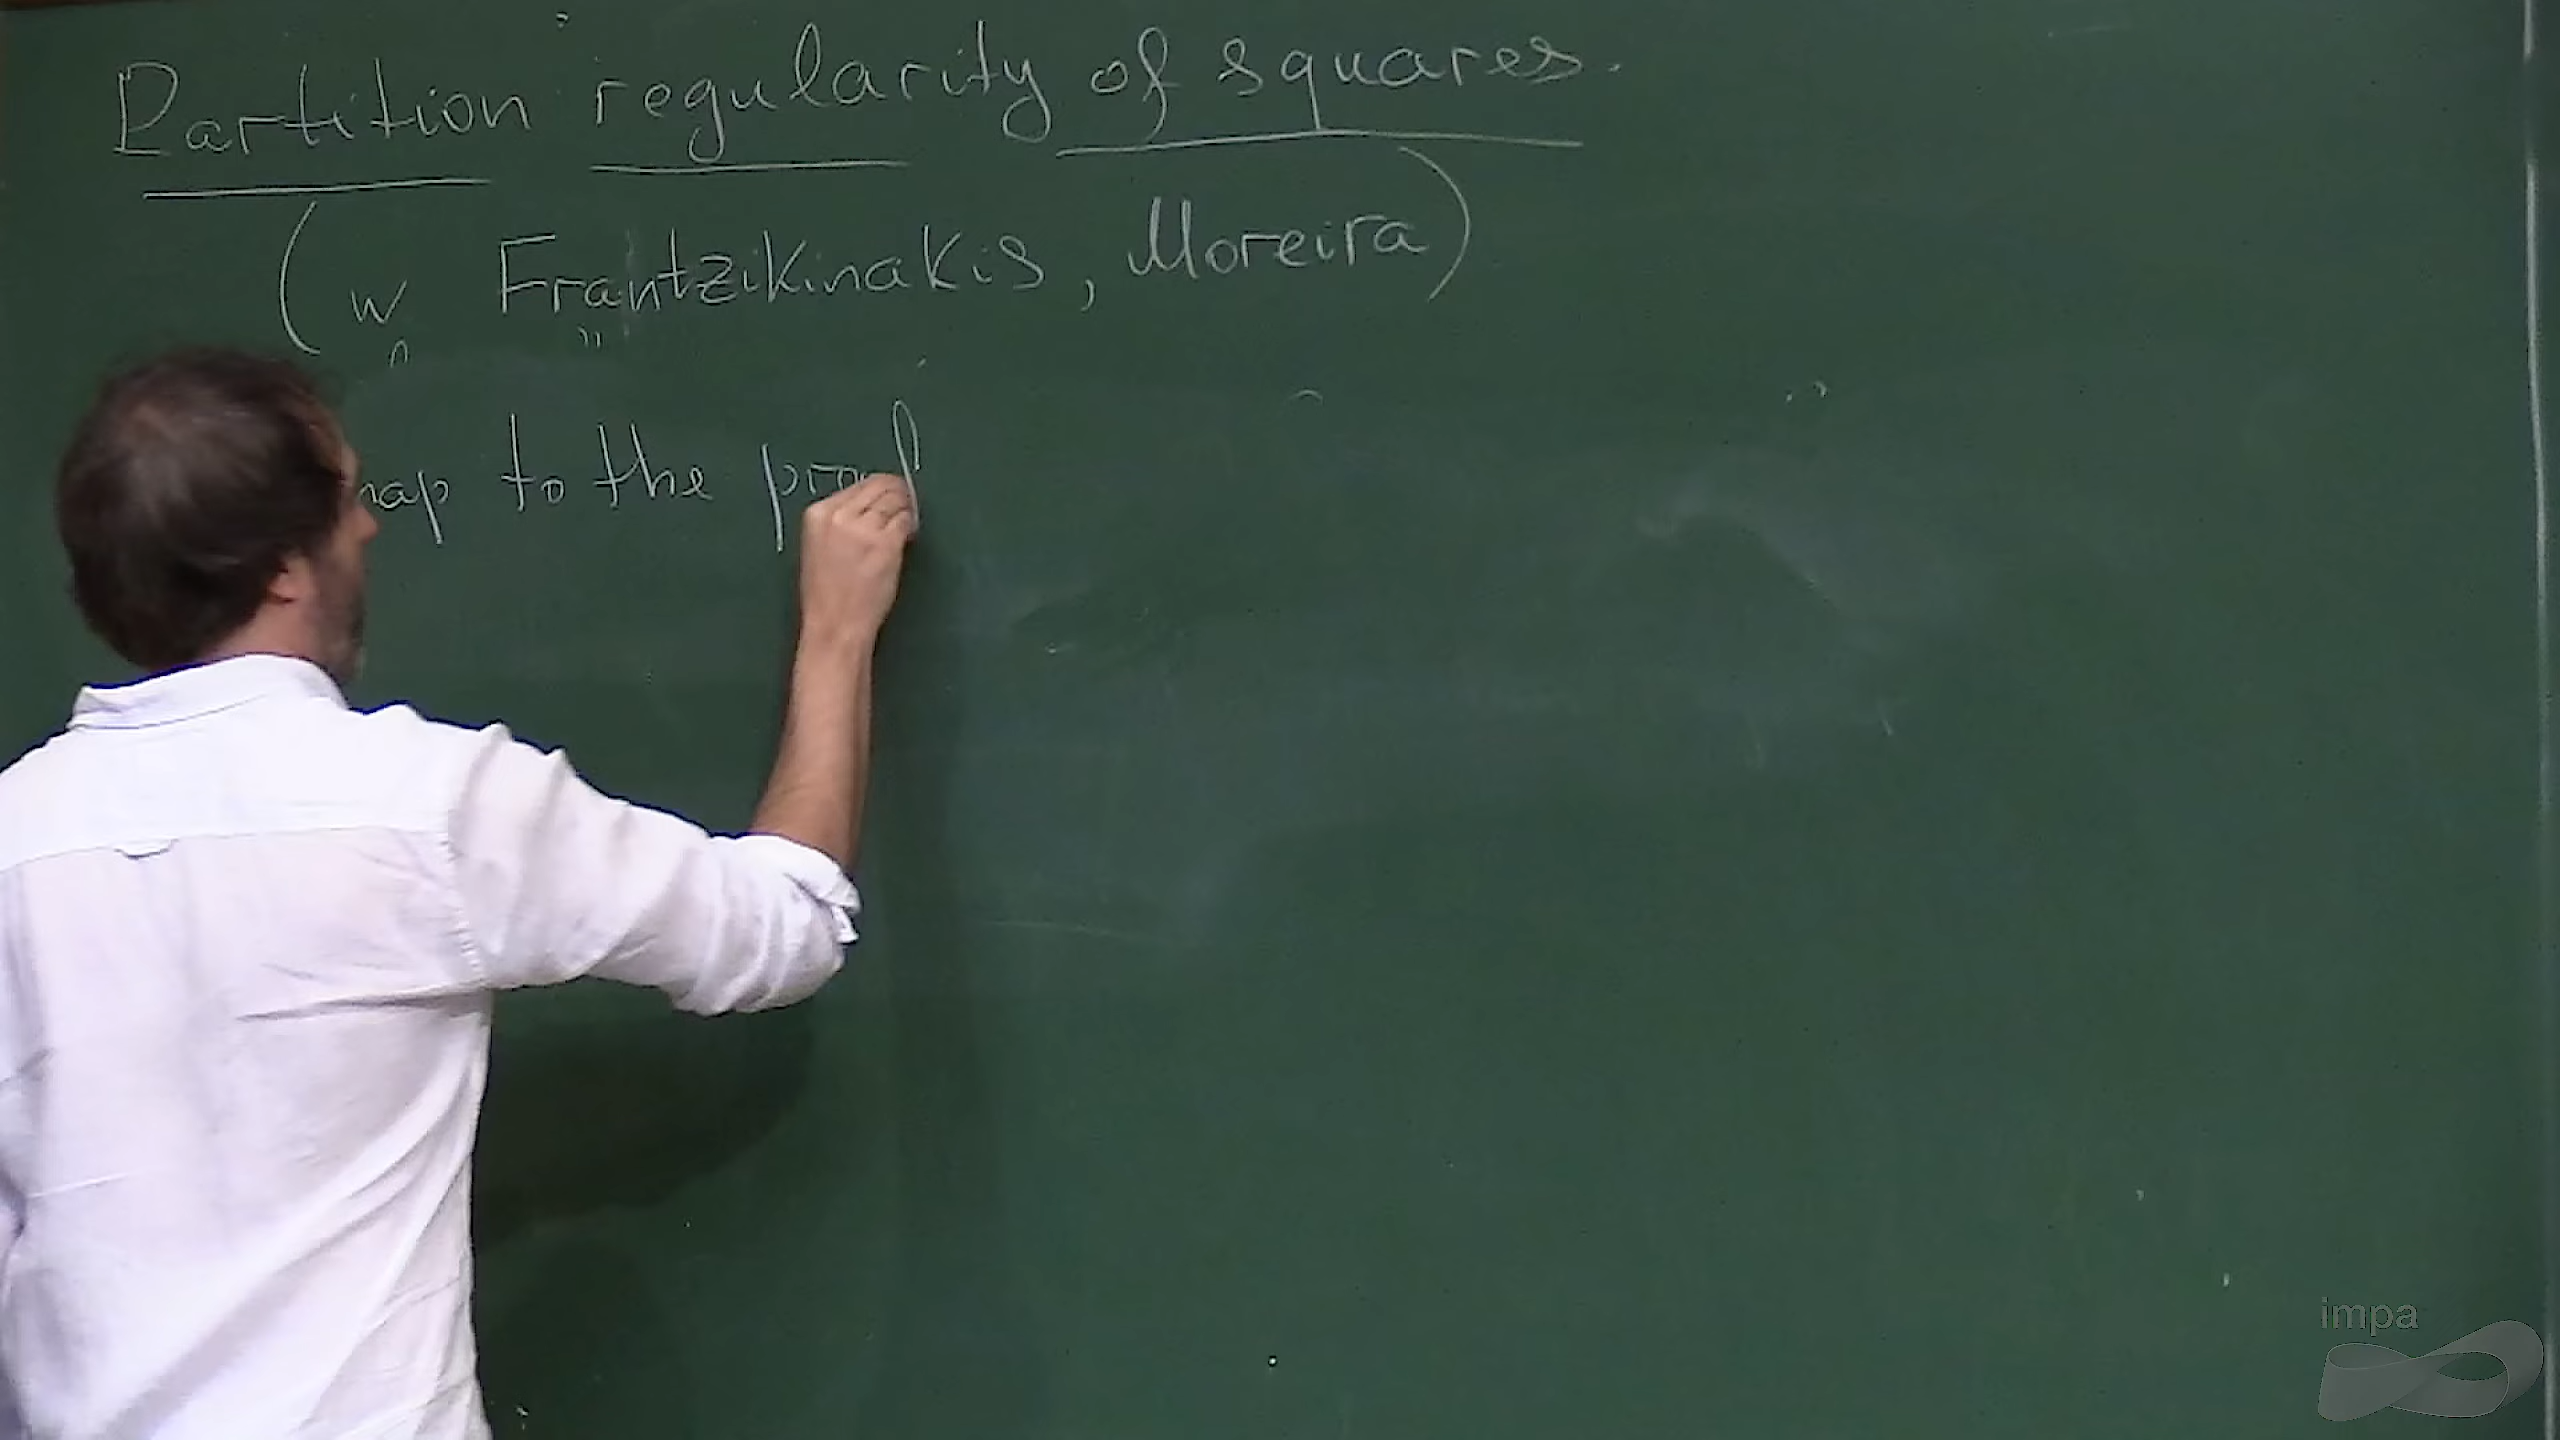 Partition regularity of squares.
(w Frantzikinakis, Moreira)
map to the proof
impa